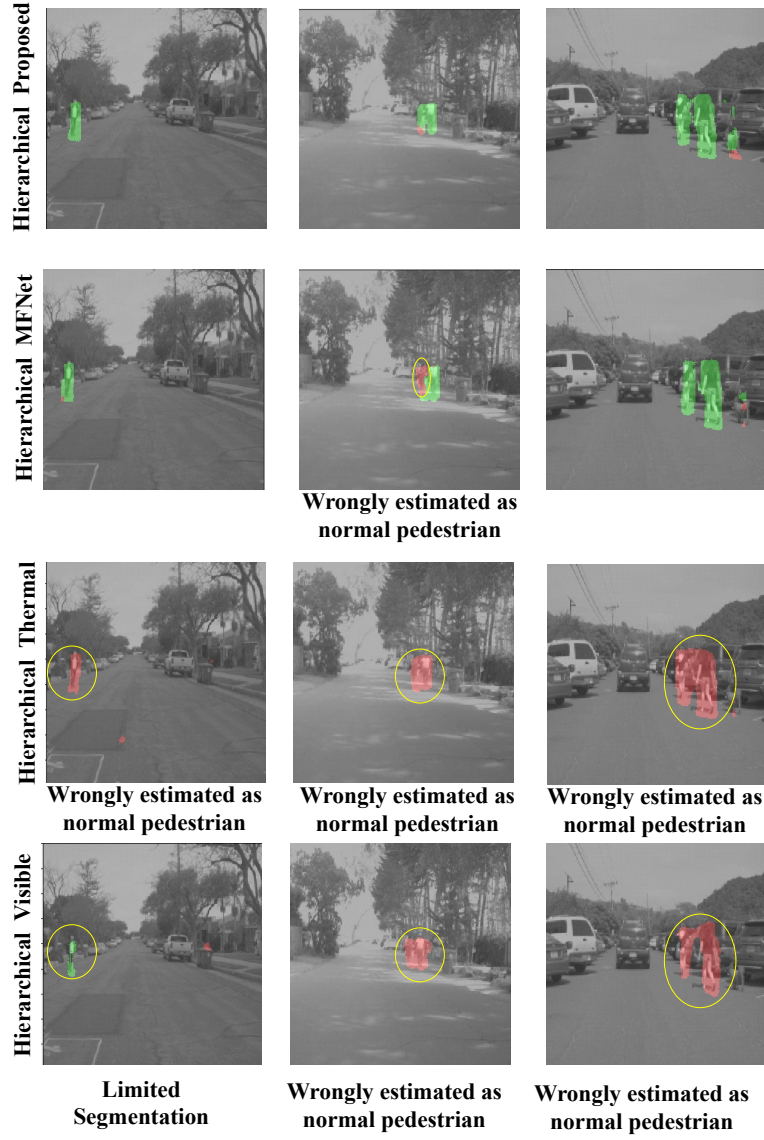 Hierarchical Proposed
Hierarchical MFNet
Wrongly estimated as
normal pedestrian
Hierarchical Thermal
Wrongly estimated as
normal pedestrian
Wrongly estimated as
normal pedestrian
Wrongly estimated as
normal pedestrian
Hierarchical Visible
Limited
Segmentation
Wrongly estimated as
normal pedestrian
Wrongly estimated as
normal pedestrian